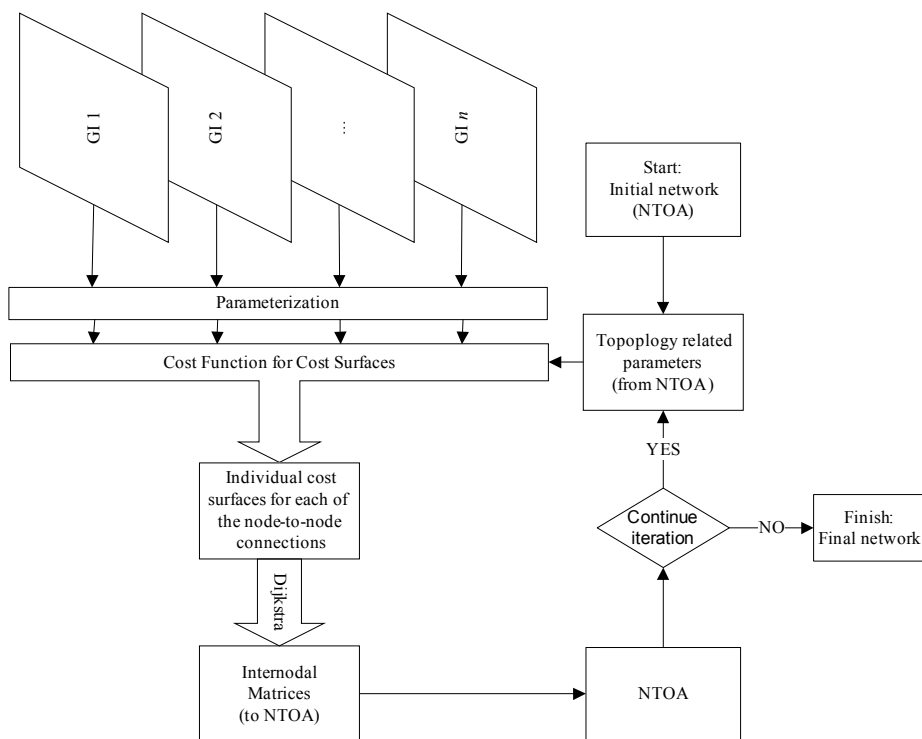 GI 1
GI 2
...
GI n
Start:
Initial network
(NTOA)
Parameterization
Cost Function for Cost Surfaces
Topoplogy related
parameters
(from NTOA)
YES
Individual cost
surfaces for each of
the node-to-node
connections
Continue
iteration
NO
Finish:
Final network
Dijkstra
Internodal
Matrices
(to NTOA)
NTOA